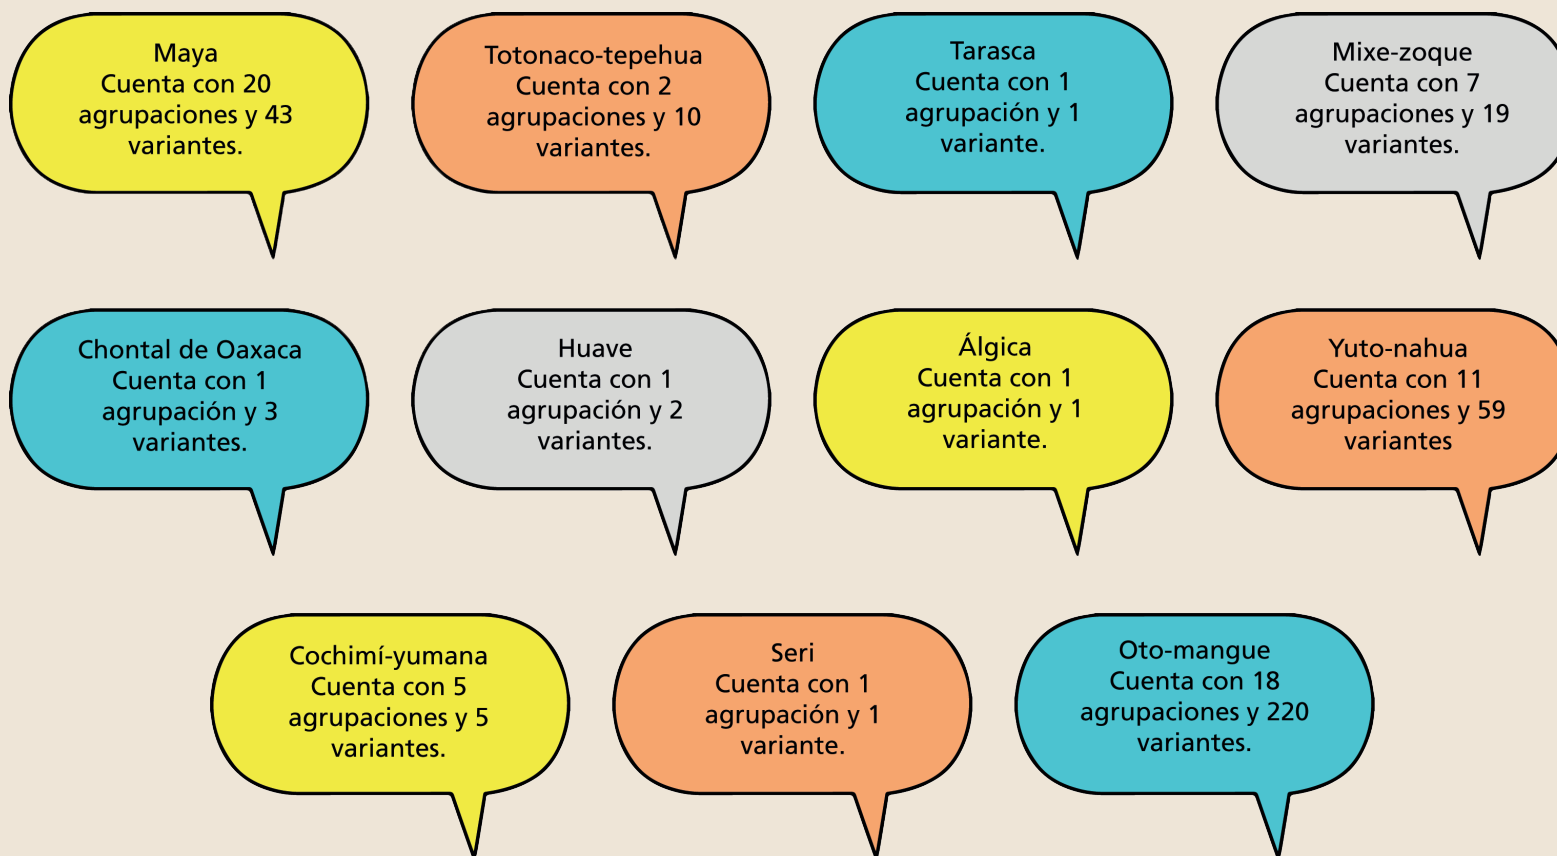 Maya
Cuenta con 20
agrupaciones y 43
variantes.
Totonaco-tepehua
Cuenta con 2
agrupaciones y 10
variantes.
Tarasca
Cuenta con 1
agrupación y 1
variante.
Mixe-zoque
Cuenta con 7
agrupaciones y 19
variantes.
Chontal de Oaxaca
Cuenta con 1
agrupación y 3
variantes.
Huave
Cuenta con 1
agrupación y 2
variantes.
Álgica
Cuenta con 1
agrupación y 1
variante.
Yuto-nahua
Cuenta con 11
agrupaciones y 59
variantes
Cochimí-yumana
Cuenta con 5
agrupaciones y 5
variantes.
Seri
Cuenta con 1
agrupación y 1
variante.
Oto-mangue
Cuenta con 18
agrupaciones y 220
variantes.